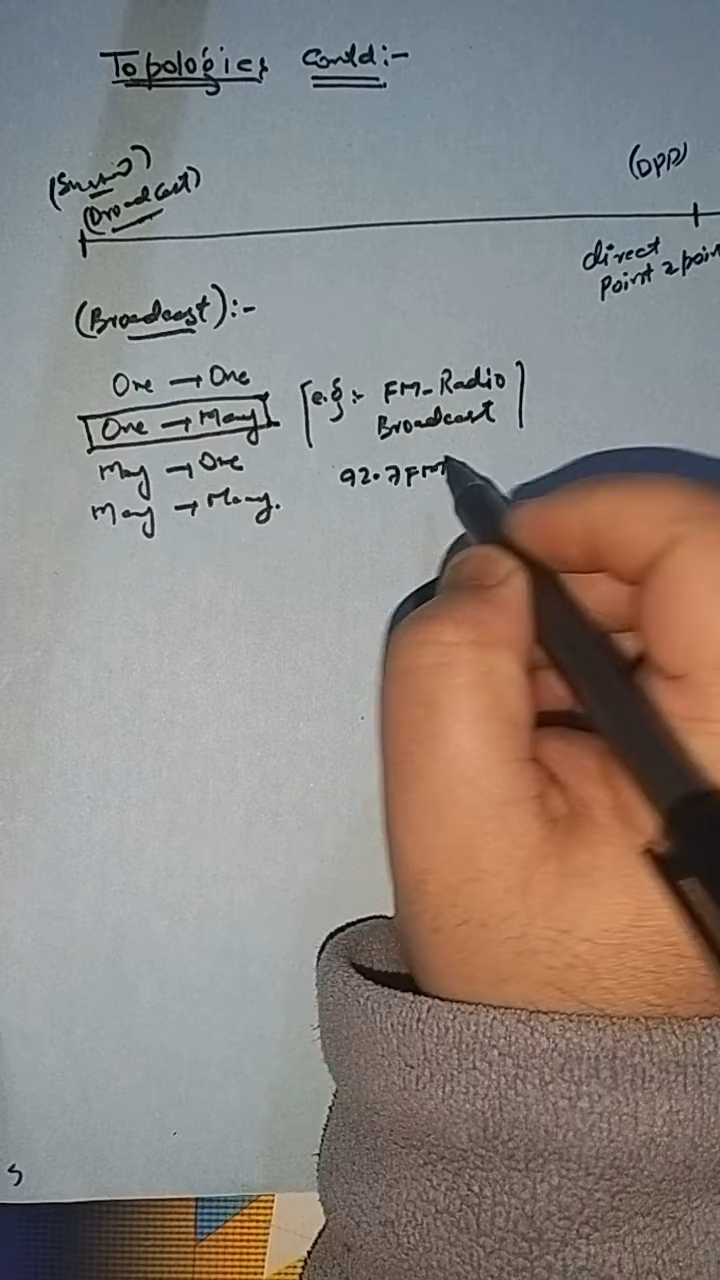 Topologies Contd:-
(Broadcast)
(DPP)
direct
Point 2 poin
(Broadcast):-
One → One
One → Many
Many → One
Many → Many.
[e.g:- FM-Radio
Broadcast]
92.7FM